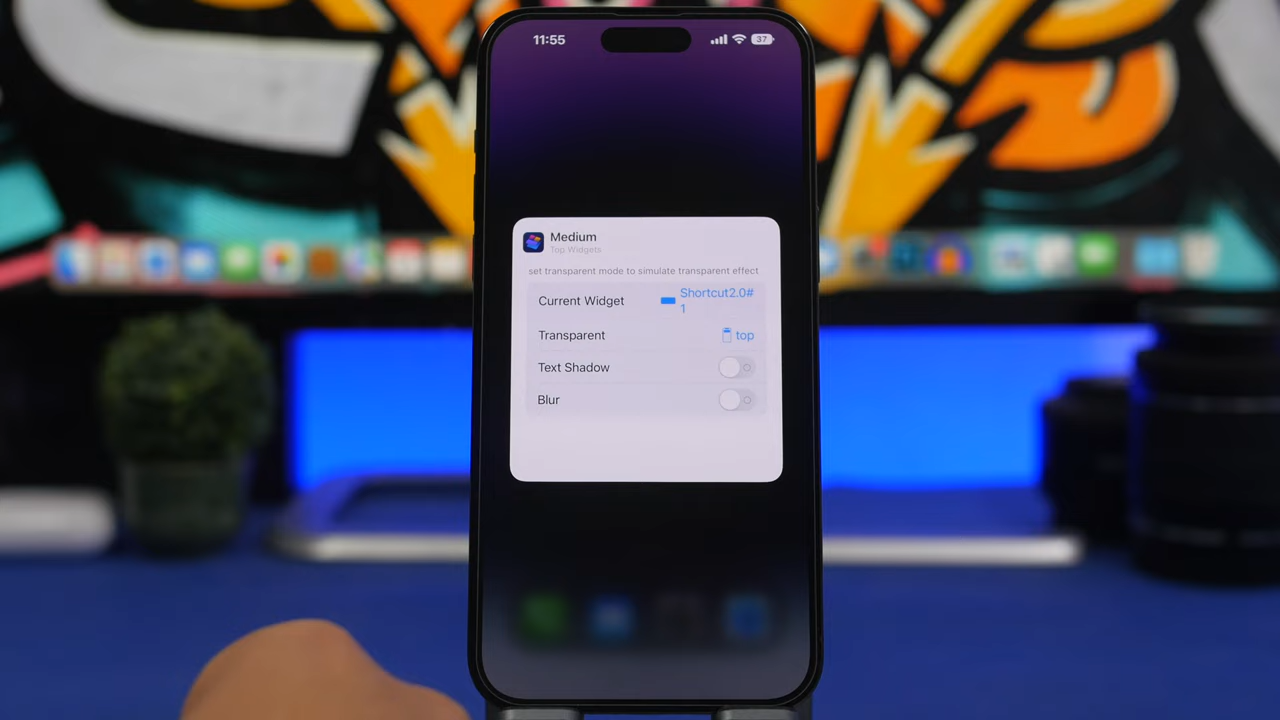 11:55
37
Medium
Top Widgets
set transparent mode to simulate transparent effect
Current Widget
Shortcut2.0#
1
Transparent
top
Text Shadow
Blur